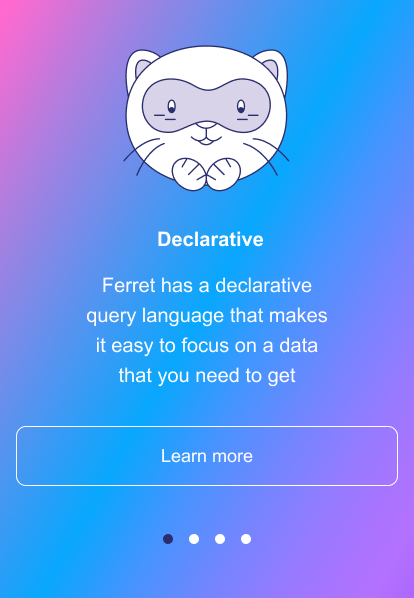 Declarative
Ferret has a declarative
query language that makes
it easy to focus on a data
that you need to get
Learn more